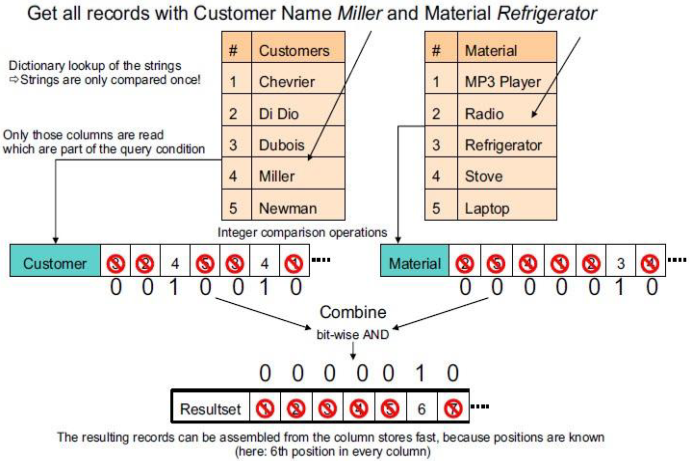 Get all records with Customer Name Miller and Material Refrigerator
Dictionary lookup of the strings
⇨Strings are only compared once!
# Customers
1 Chevrier
2 Di Dio
3 Dubois
4 Miller
5 Newman
# Material
1 MP3 Player
2 Radio
3 Refrigerator
4 Stove
5 Laptop
Only those columns are read
which are part of the query condition
Integer comparison operations
Customer 3 2 4 5 3 4 1 ....
0 0 1 0 0 1 0
Material 2 5 4 1 2 3 4 ....
0 0 0 0 0 1 0
Combine
bit-wise AND
0 0 0 0 0 1 0
Resultset 1 2 3 4 5 6 7 ....
The resulting records can be assembled from the column stores fast, because positions are known
(here: 6th position in every column)